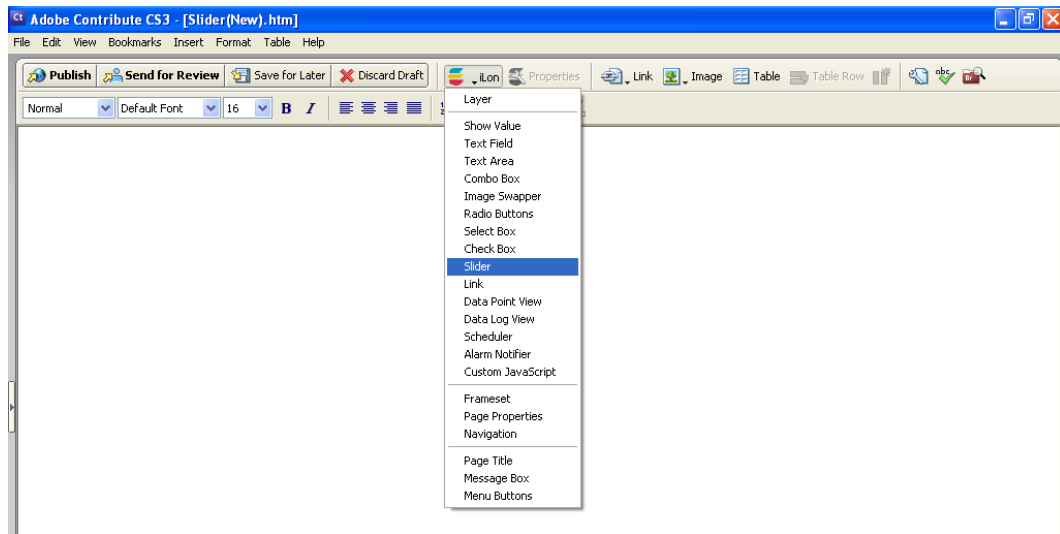 Ct Adobe Contribute CS3 - [Slider(New).htm]
File Edit View Bookmarks Insert Format Table Help
Publish Send for Review Save for Later Discard Draft iLon Properties Link Image Table Table Row abc Br
Normal Default Font 16 B I
Layer
Show Value
Text Field
Text Area
Combo Box
Image Swapper
Radio Buttons
Select Box
Check Box
Slider
Link
Data Point View
Data Log View
Scheduler
Alarm Notifier
Custom JavaScript
Frameset
Page Properties
Navigation
Page Title
Message Box
Menu Buttons